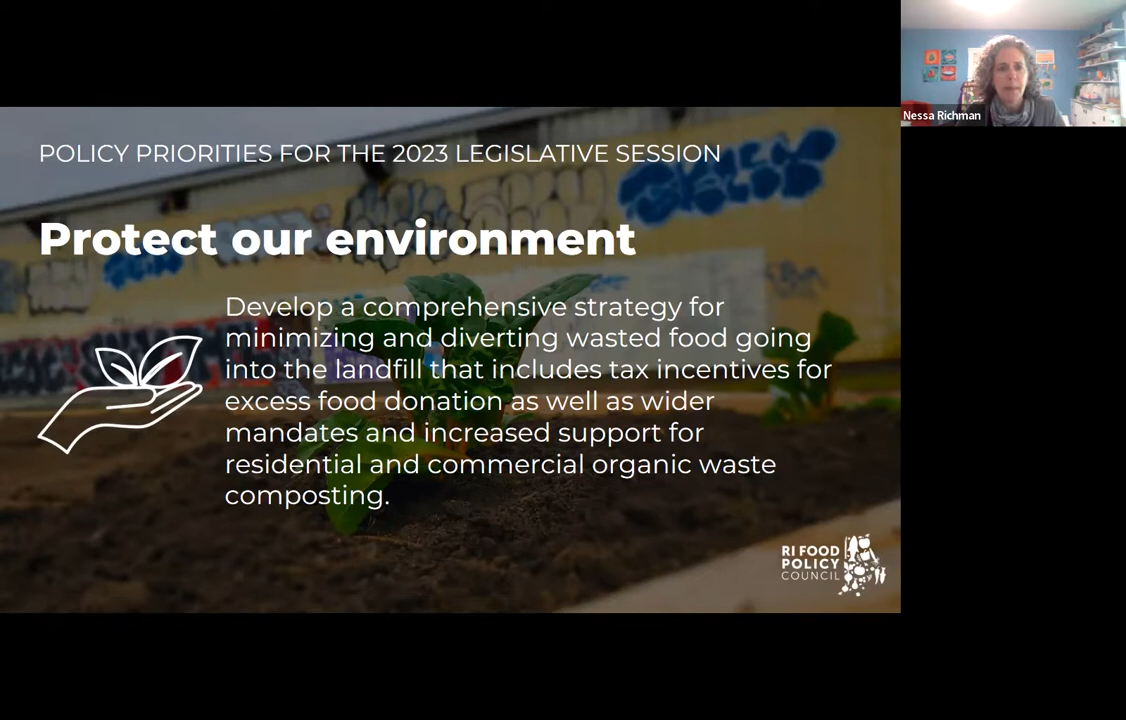 Nessa Richman
POLICY PRIORITIES FOR THE 2023 LEGISLATIVE SESSION
Protect our environment
Develop a comprehensive strategy for
minimizing and diverting wasted food going
into the landfill that includes tax incentives for
excess food donation as well as wider
mandates and increased support for
residential and commercial organic waste
composting.
RI FOOD
POLICY
COUNCIL